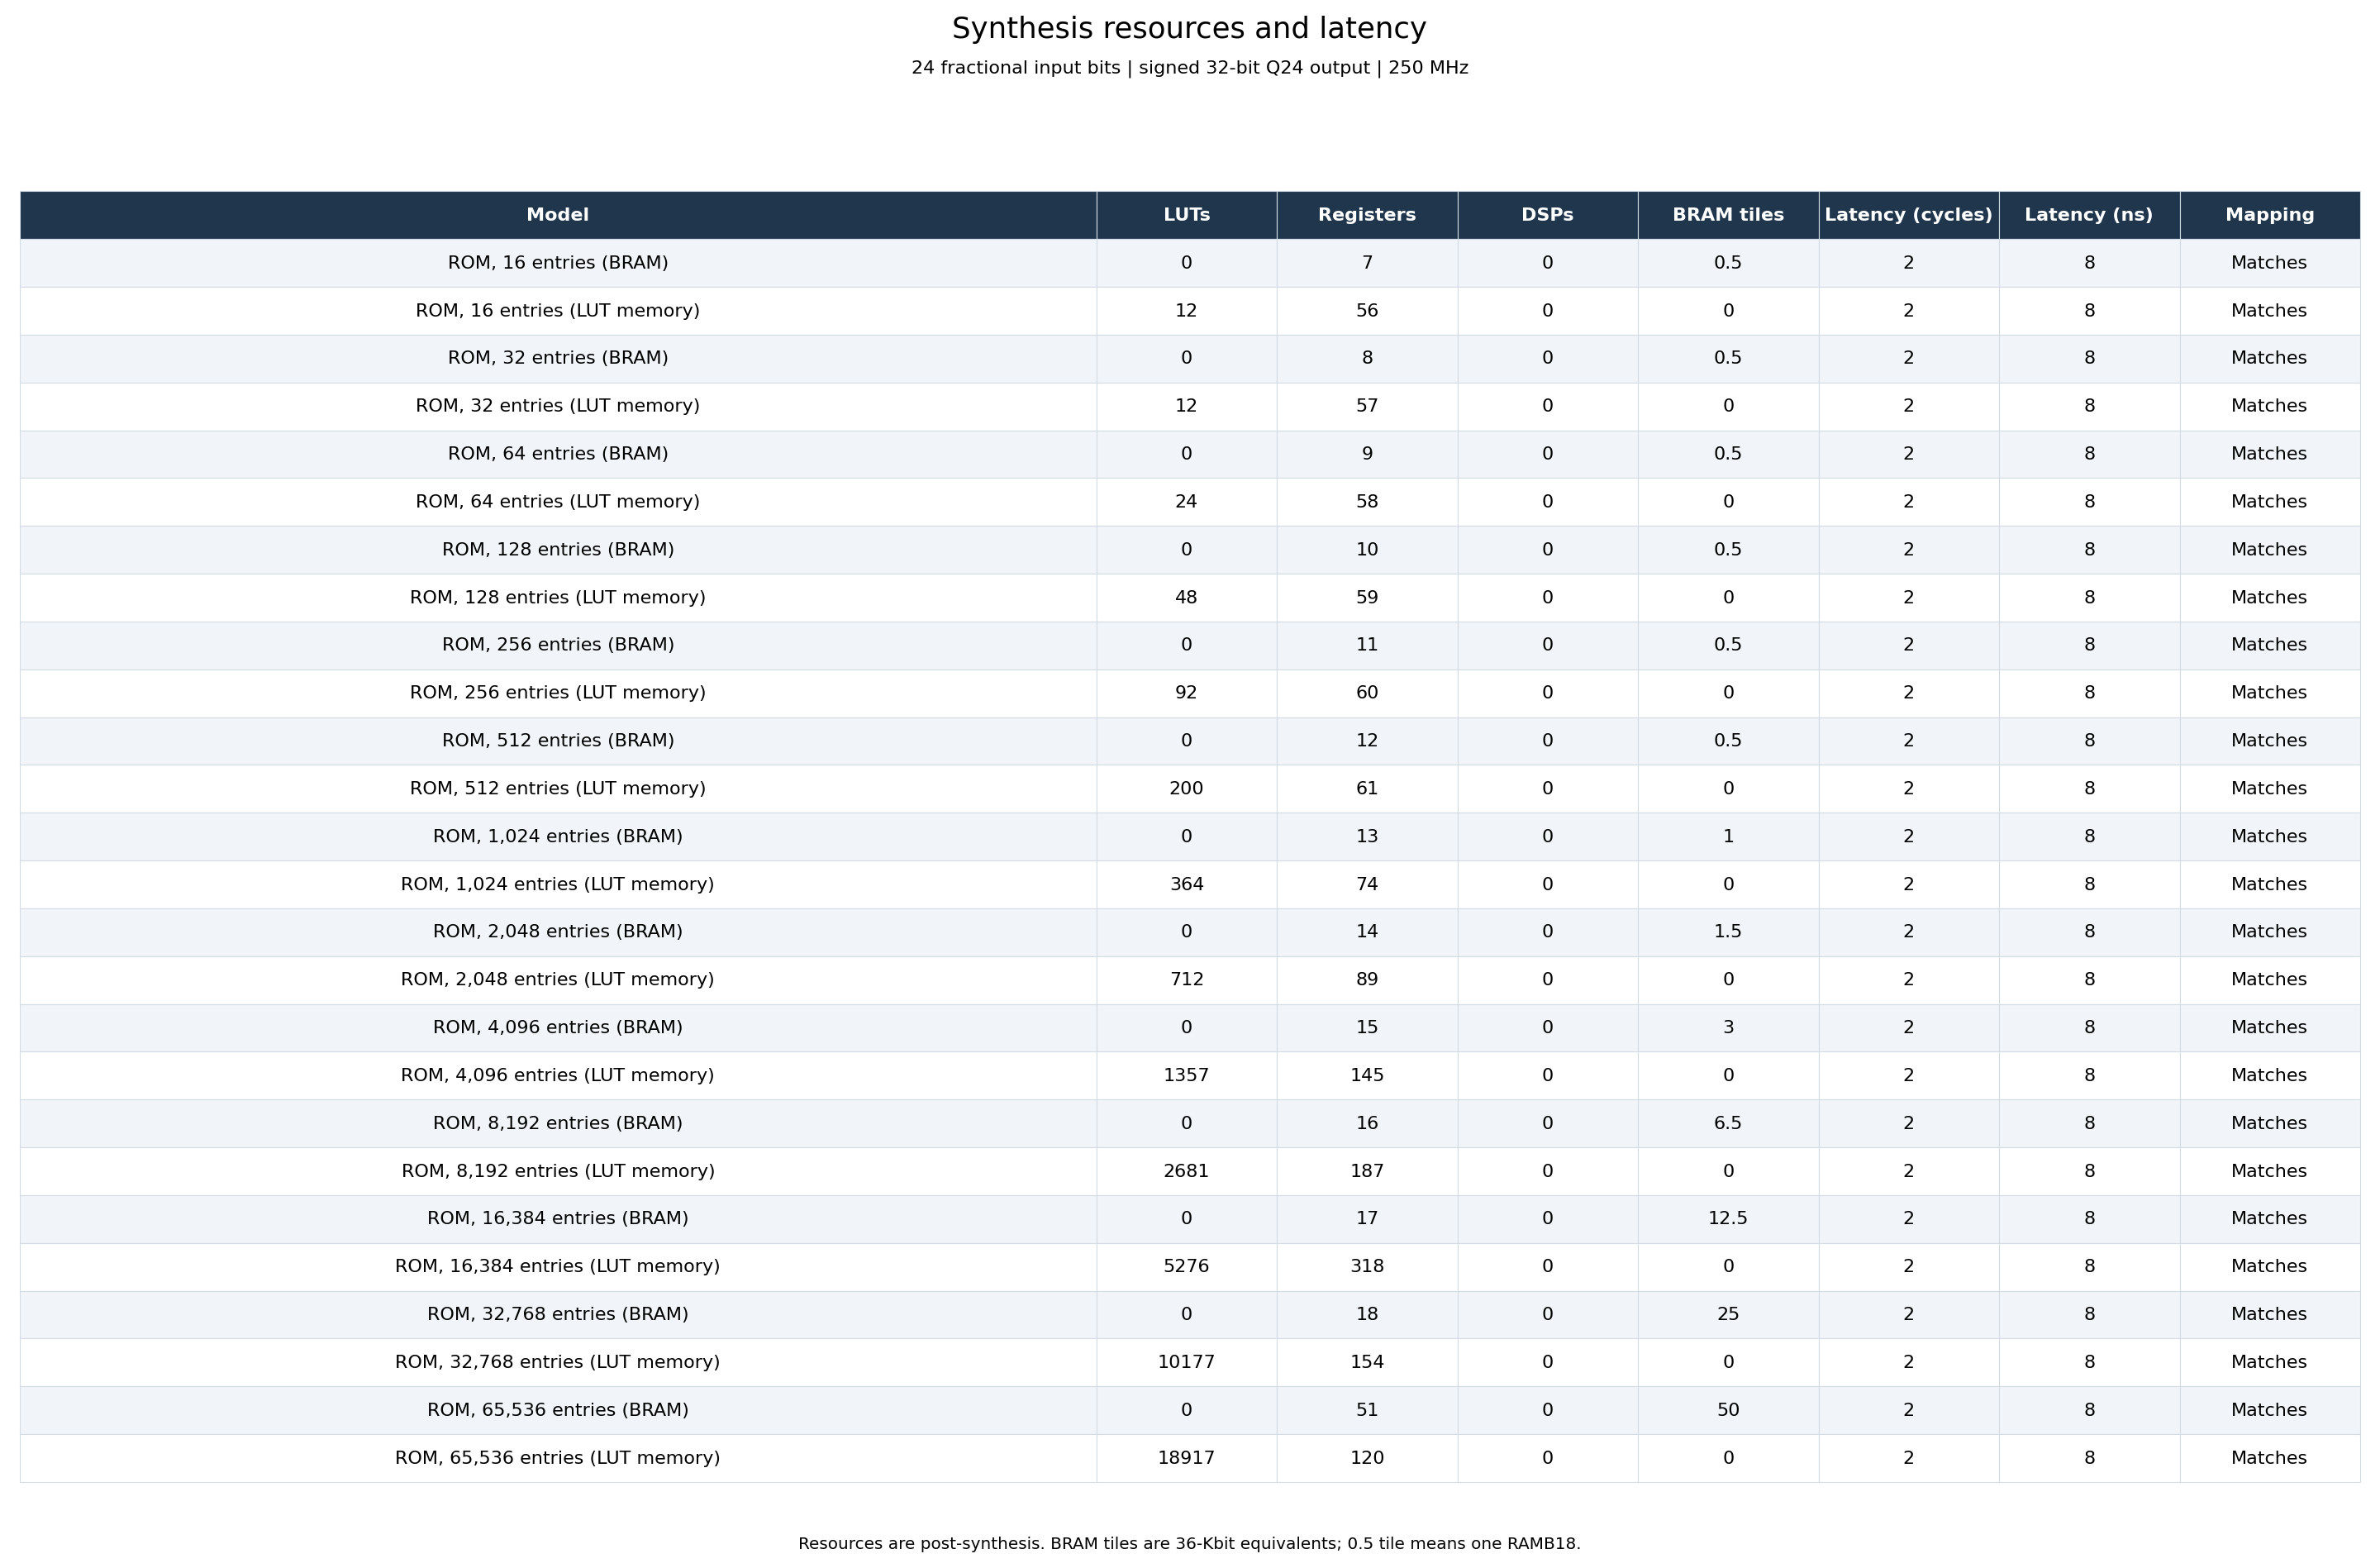 Synthesis resources and latency
24 fractional input bits | signed 32-bit Q24 output | 250 MHz
Model LUTs Registers DSPs BRAM tiles Latency (cycles) Latency (ns) Mapping
ROM, 16 entries (BRAM) 0 7 0 0.5 2 8 Matches
ROM, 16 entries (LUT memory) 12 56 0 0 2 8 Matches
ROM, 32 entries (BRAM) 0 8 0 0.5 2 8 Matches
ROM, 32 entries (LUT memory) 12 57 0 0 2 8 Matches
ROM, 64 entries (BRAM) 0 9 0 0.5 2 8 Matches
ROM, 64 entries (LUT memory) 24 58 0 0 2 8 Matches
ROM, 128 entries (BRAM) 0 10 0 0.5 2 8 Matches
ROM, 128 entries (LUT memory) 48 59 0 0 2 8 Matches
ROM, 256 entries (BRAM) 0 11 0 0.5 2 8 Matches
ROM, 256 entries (LUT memory) 92 60 0 0 2 8 Matches
ROM, 512 entries (BRAM) 0 12 0 0.5 2 8 Matches
ROM, 512 entries (LUT memory) 200 61 0 0 2 8 Matches
ROM, 1,024 entries (BRAM) 0 13 0 1 2 8 Matches
ROM, 1,024 entries (LUT memory) 364 74 0 0 2 8 Matches
ROM, 2,048 entries (BRAM) 0 14 0 1.5 2 8 Matches
ROM, 2,048 entries (LUT memory) 712 89 0 0 2 8 Matches
ROM, 4,096 entries (BRAM) 0 15 0 3 2 8 Matches
ROM, 4,096 entries (LUT memory) 1357 145 0 0 2 8 Matches
ROM, 8,192 entries (BRAM) 0 16 0 6.5 2 8 Matches
ROM, 8,192 entries (LUT memory) 2681 187 0 0 2 8 Matches
ROM, 16,384 entries (BRAM) 0 17 0 12.5 2 8 Matches
ROM, 16,384 entries (LUT memory) 5276 318 0 0 2 8 Matches
ROM, 32,768 entries (BRAM) 0 18 0 25 2 8 Matches
ROM, 32,768 entries (LUT memory) 10177 154 0 0 2 8 Matches
ROM, 65,536 entries (BRAM) 0 51 0 50 2 8 Matches
ROM, 65,536 entries (LUT memory) 18917 120 0 0 2 8 Matches
Resources are post-synthesis. BRAM tiles are 36-Kbit equivalents; 0.5 tile means one RAMB18.